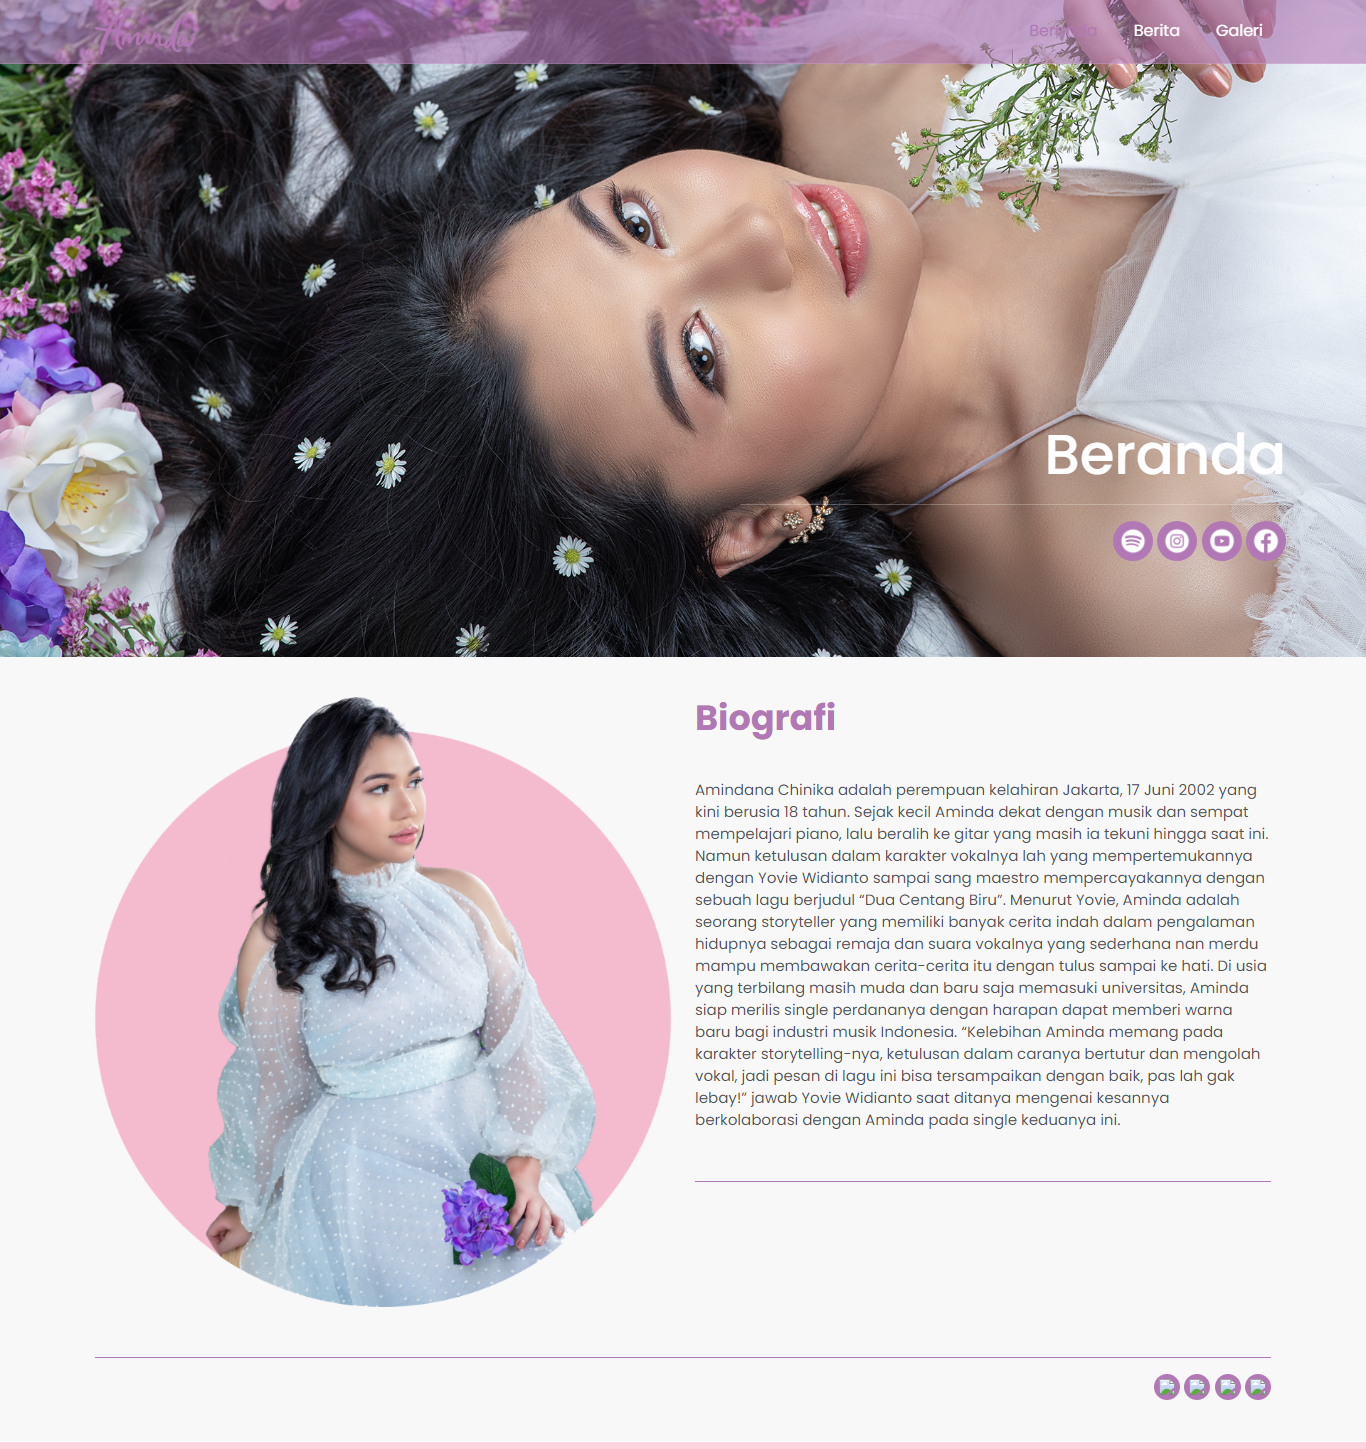 Aminda
Beranda
Berita
Galeri
Beranda
Biografi
Amindana Chinika adalah perempuan kelahiran Jakarta, 17 Juni 2002 yang
kini berusia 18 tahun. Sejak kecil Aminda dekat dengan musik dan sempat
mempelajari piano, lalu beralih ke gitar yang masih ia tekuni hingga saat ini.
Namun ketulusan dalam karakter vokalnya lah yang mempertemukannya
dengan Yovie Widianto sampai sang maestro mempercayakannya dengan
sebuah lagu berjudul “Dua Centang Biru”. Menurut Yovie, Aminda adalah
seorang storyteller yang memiliki banyak cerita indah dalam pengalaman
hidupnya sebagai remaja dan suara vokalnya yang sederhana nan merdu
mampu membawakan cerita-cerita itu dengan tulus sampai ke hati. Di usia
yang terbilang masih muda dan baru saja memasuki universitas, Aminda
siap merilis single perdananya dengan harapan dapat memberi warna
baru bagi industri musik Indonesia. “Kelebihan Aminda memang pada
karakter storytelling-nya, ketulusan dalam caranya bertutur dan mengolah
vokal, jadi pesan di lagu ini bisa tersampaikan dengan baik, pas lah gak
lebay!” jawab Yovie Widianto saat ditanya mengenai kesannya
berkolaborasi dengan Aminda pada single keduanya ini.